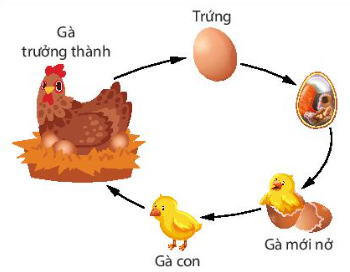 Gà
trưởng thành
Trứng
Gà mới nở
Gà con